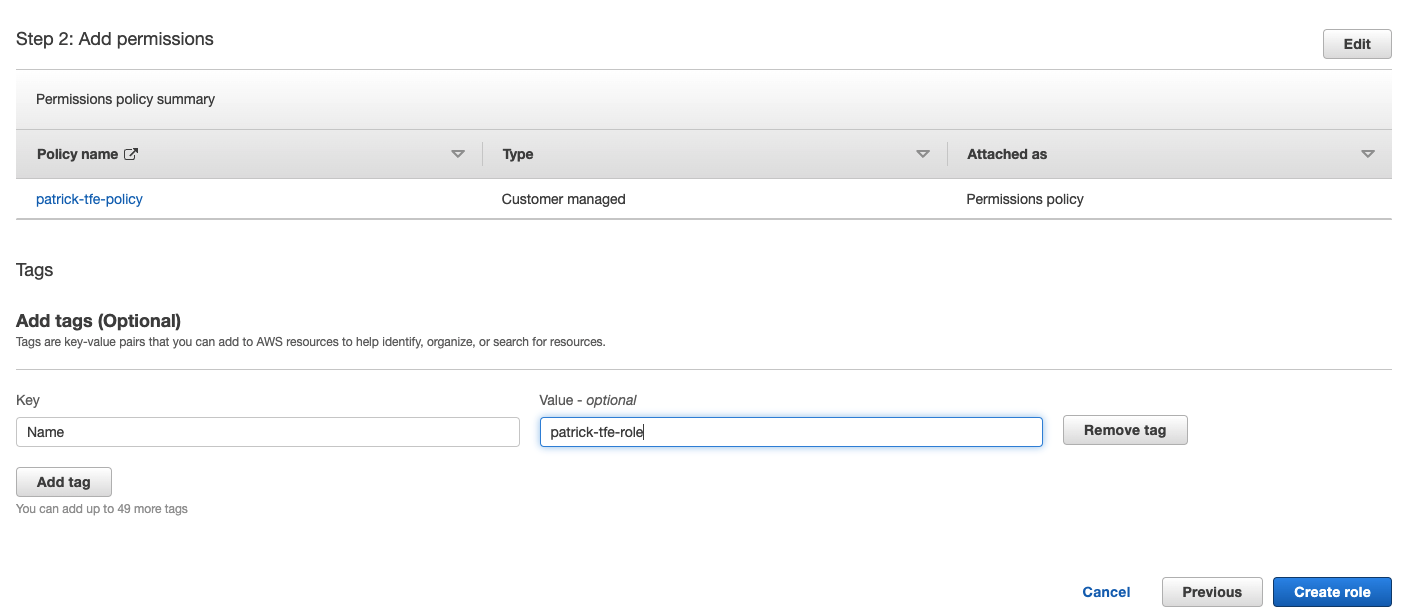 Step 2: Add permissions
Edit
Permissions policy summary
Policy name Type Attached as
patrick-tfe-policy Customer managed Permissions policy
Tags
Add tags (Optional)
Tags are key-value pairs that you can add to AWS resources to help identify, organize, or search for resources.
Key Value - optional
Name patrick-tfe-role Remove tag
Add tag
You can add up to 49 more tags
Cancel Previous Create role